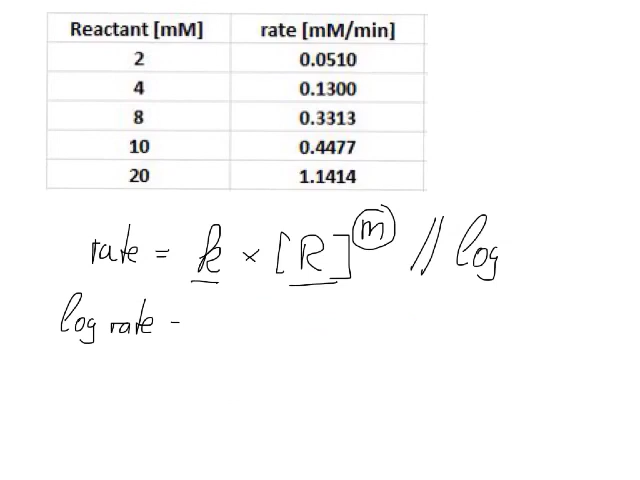 Reactant [mM] rate [mM/min]
2 0.0510
4 0.1300
8 0.3313
10 0.4477
20 1.1414
rate = k × [R]^m // log
log rate -